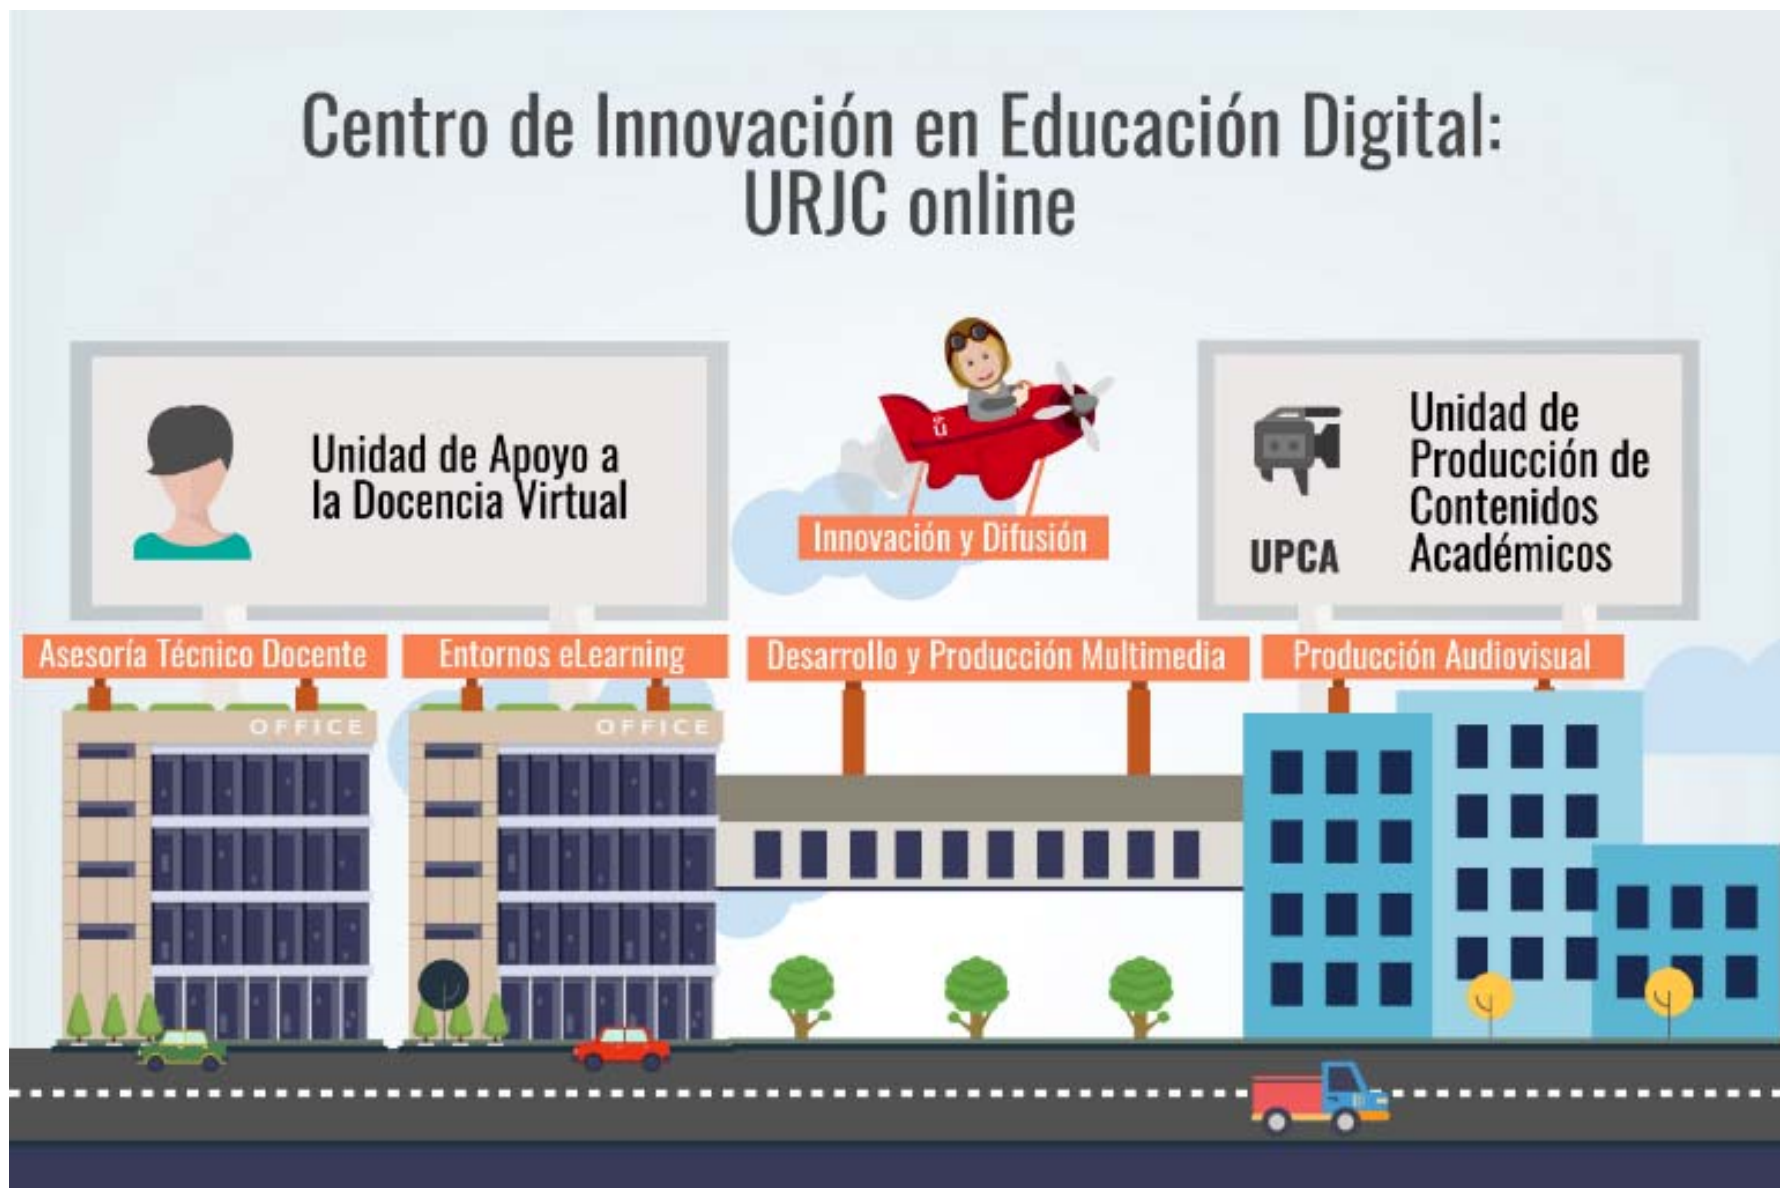 Centro de Innovación en Educación Digital:
URJC online
Unidad de Apoyo a
la Docencia Virtual
Innovación y Difusión
UPCA
Unidad de
Producción de
Contenidos
Académicos
Asesoría Técnico Docente
Entornos eLearning
Desarrollo y Producción Multimedia
Producción Audiovisual
OFFICE
OFFICE